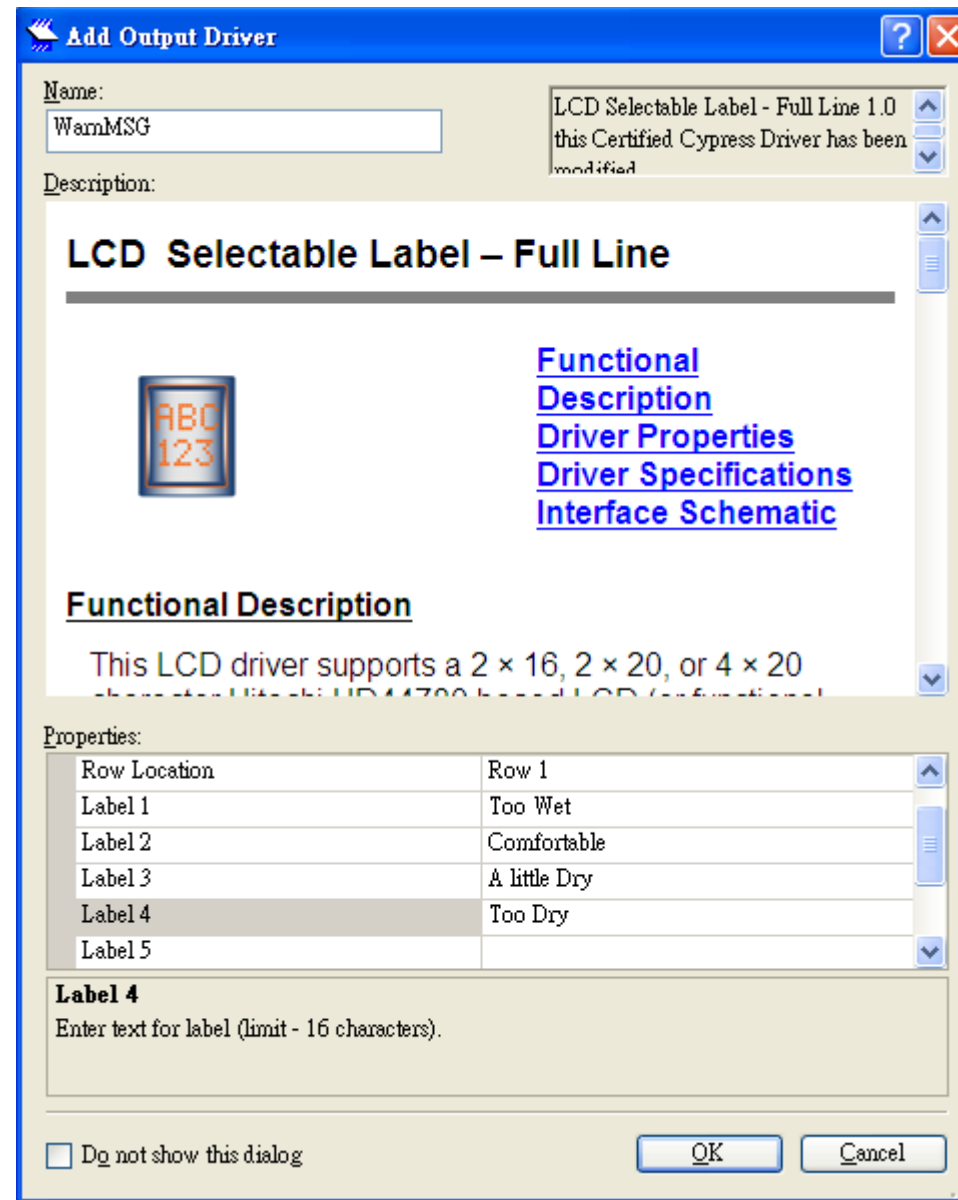 Add Output Driver
Name:
WarnMSG
LCD Selectable Label - Full Line 1.0
this Certified Cypress Driver has been
modified
Description:
LCD Selectable Label – Full Line
ABC
123
Functional
Description
Driver Properties
Driver Specifications
Interface Schematic
Functional Description
This LCD driver supports a 2 × 16, 2 × 20, or 4 × 20
Properties:
Row Location Row 1
Label 1 Too Wet
Label 2 Comfortable
Label 3 A little Dry
Label 4 Too Dry
Label 5
Label 4
Enter text for label (limit - 16 characters).
Do not show this dialog
OK Cancel